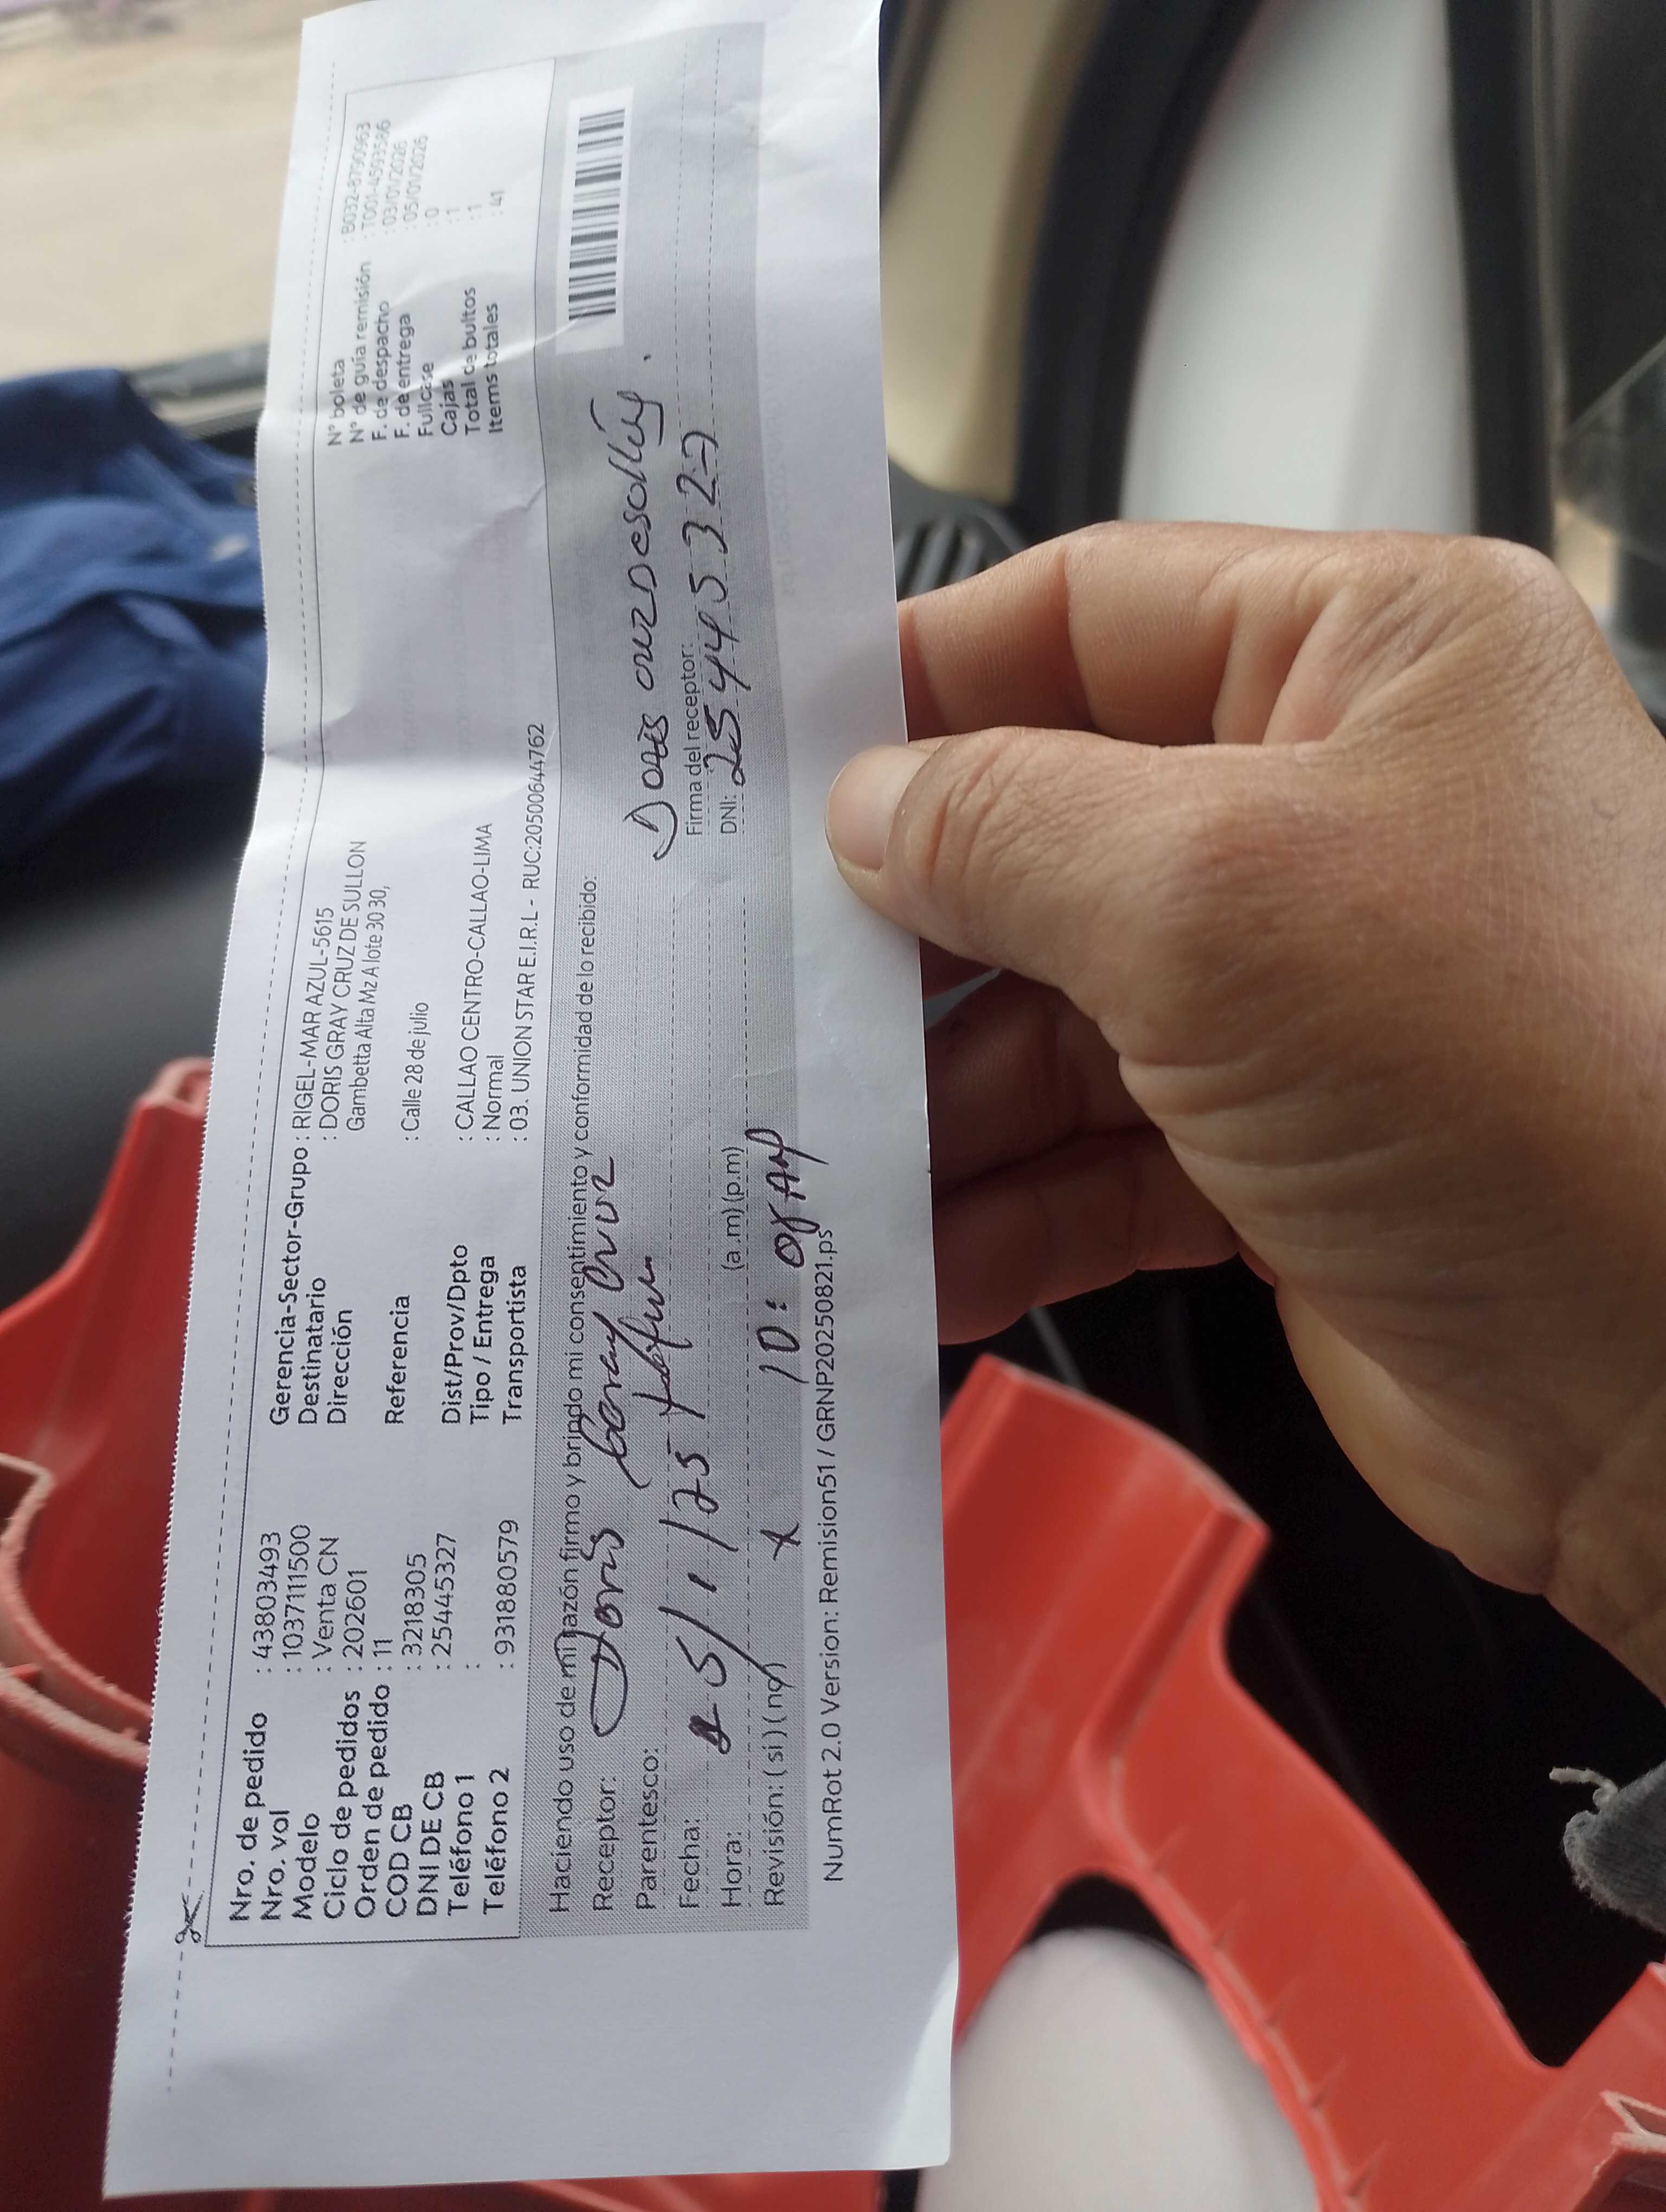 Nro. de pedido : 43803493
Nro. vol : 1037111500
Modelo : Venta CN
Ciclo de pedidos : 202601
Orden de pedido : 11
COD CB : 3218305
DNI DE CB : 25445327
Teléfono 1 :
Teléfono 2 : 931880579
Gerencia-Sector-Grupo : RIGEL-MAR AZUL-5615
Destinatario : DORIS GRAY CRUZ DE SULLON
Dirección Gambetta Alta Mz A lote 30 30,
Referencia : Calle 28 de julio
Dist/Prov/Dpto : CALLAO CENTRO-CALLAO-LIMA
Tipo / Entrega : Normal
Transportista : 03. UNION STAR E.I.R.L - RUC:20500644762
N° boleta : B032-8790963
N° de guía remisión : T001-4593586
F. de despacho : 03/01/2026
F. de entrega : 05/01/2026
Fullcase : 0
Cajas : 1
Total de bultos : 1
Items totales : 41
Haciendo uso de mi razón firmo y brindo mi consentimiento y conformidad de lo recibido:
Receptor: Doris Gray Cruz
Parentesco:
Fecha: 5/1/25
Hora: (a.m) (p.m)
Revisión: ( si ) ( no ) x 10:
Firma del receptor:
DNI: 25445327
NumRot 2.0 Version: Remision51 / GRNP20250821.ps